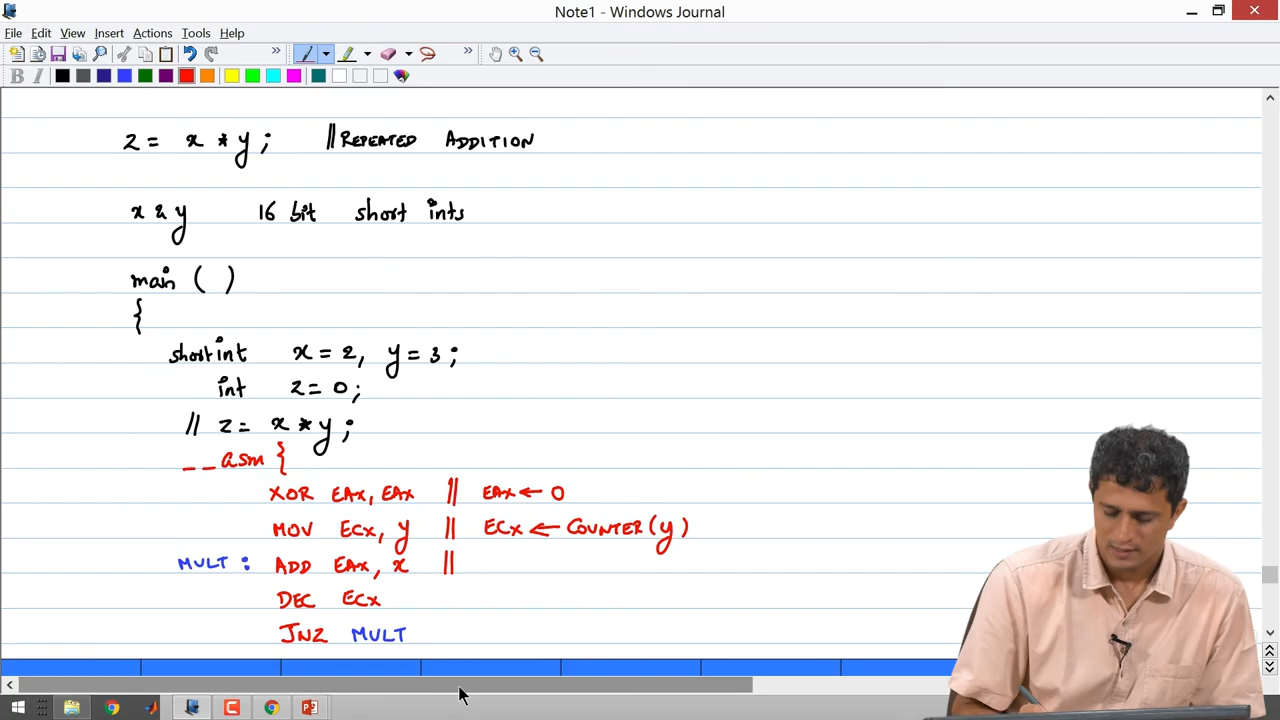 Note1 - Windows Journal
File Edit View Insert Actions Tools Help
B I
z = x * y ; // REPEATED ADDITION
x & y 16 bit short ints
main ( )
{
short int x = 2, y = 3 ;
int z = 0 ;
// z = x * y ;
__asm {
XOR EAX, EAX // EAX ← 0
MOV ECX, y // ECX ← COUNTER (y)
MULT : ADD EAX, x //
DEC ECX
JNZ MULT